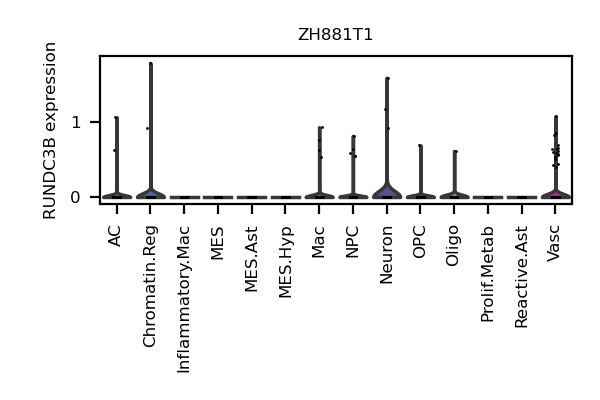 ZH881T1
RUNDC3B expression
1
0
AC
Chromatin.Reg
Inflammatory.Mac
MES
MES.Ast
MES.Hyp
Mac
NPC
Neuron
OPC
Oligo
Prolif.Metab
Reactive.Ast
Vasc